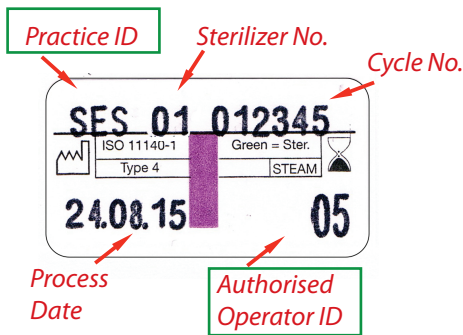 Practice ID
Sterilizer No.
Cycle No.
SES 01 012345
ISO 11140-1 Green = Ster.
Type 4 STEAM
24.08.15 05
Process
Date
Authorised
Operator ID